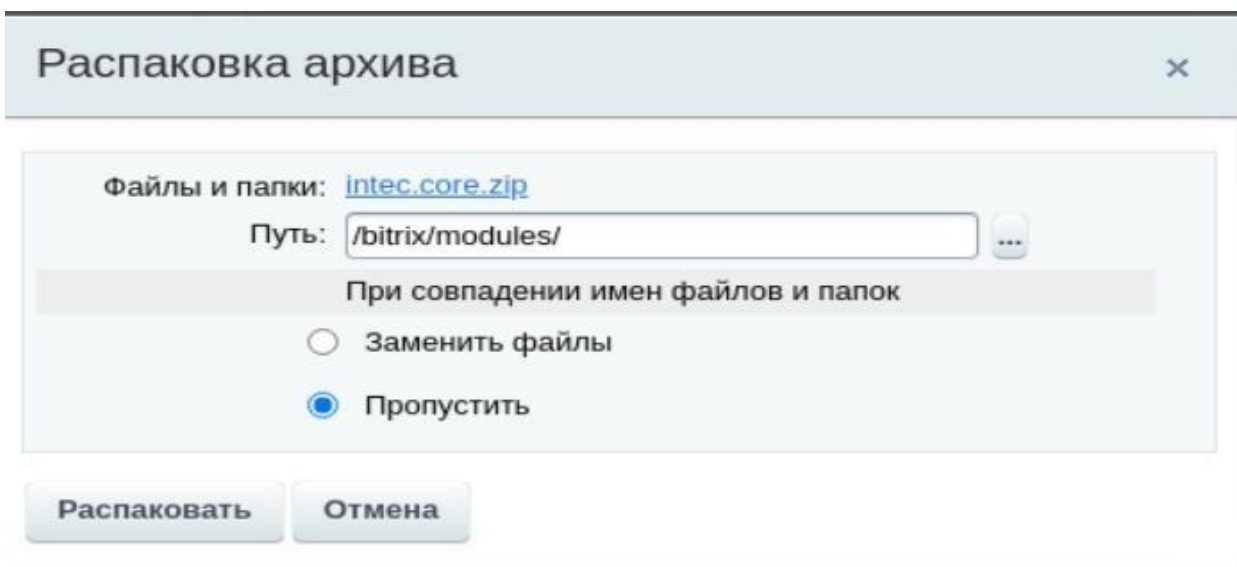 Распаковка архива ×
Файлы и папки: intec.core.zip
Путь: /bitrix/modules/ ...
При совпадении имен файлов и папок
Заменить файлы
Пропустить
Распаковать Отмена